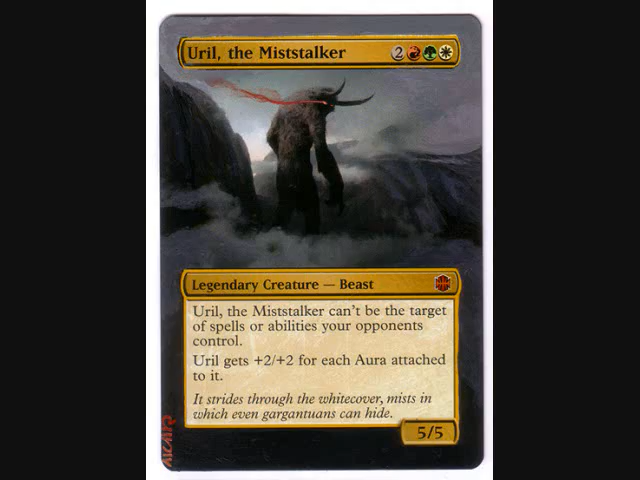 Uril, the Miststalker 2
Legendary Creature — Beast
Uril, the Miststalker can't be the target
of spells or abilities your opponents
control.
Uril gets +2/+2 for each Aura attached
to it.
It strides through the whitecover, mists in
which even gargantuans can hide.
5/5